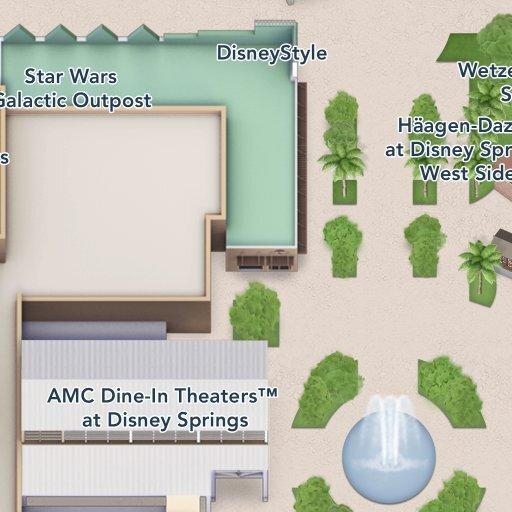 DisneyStyle
Star Wars
Galactic Outpost
Häagen-Daz
at Disney Spr
West Side
AMC Dine-In Theaters™
at Disney Springs